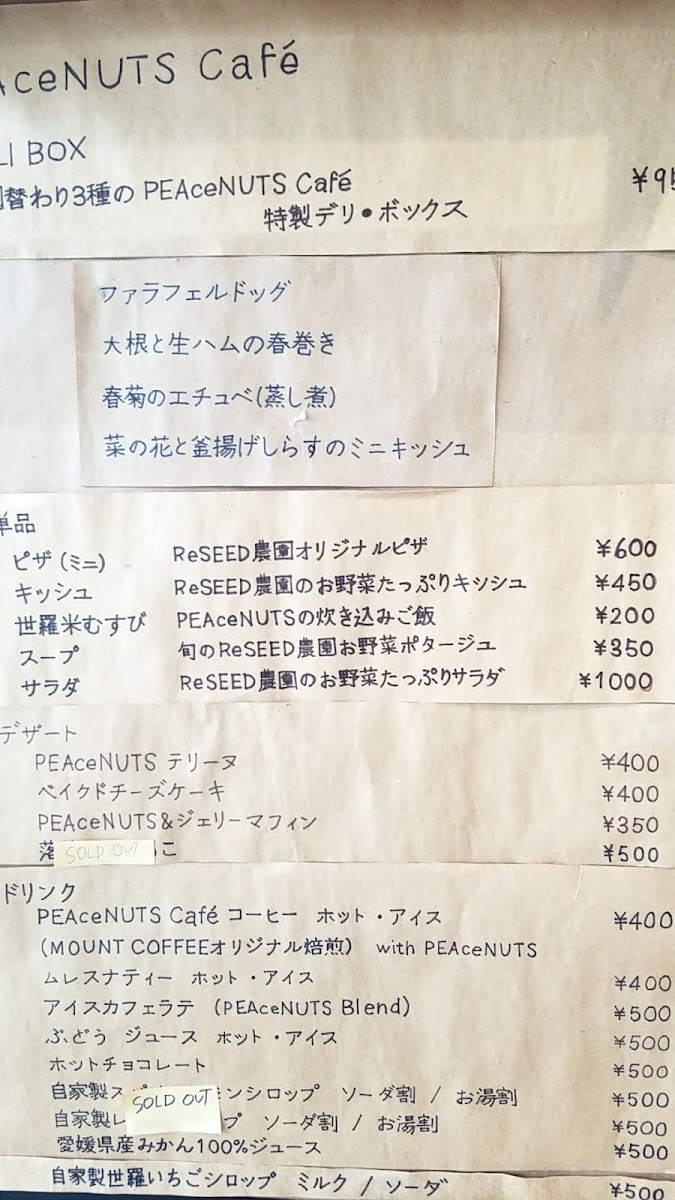 AceNUTS Café
LI BOX
替わり3種の PEAceNUTS Café ¥95
特製デリ・ボックス
ファラフェルドッグ
大根と生ハムの春巻き
春菊のエチュベ(蒸し煮)
菜の花と釜揚げしらすのミニキッシュ
単品
ピザ (ミニ) ReSEED農園オリジナルピザ ¥600
キッシュ ReSEED農園のお野菜たっぷりキッシュ ¥450
世羅米むすび PEAceNUTSの炊き込みご飯 ¥200
スープ 旬のReSEED農園お野菜ポタージュ ¥350
サラダ ReSEED農園のお野菜たっぷりサラダ ¥1000
デザート
PEAceNUTS テリーヌ ¥400
ベイクドチーズケーキ ¥400
PEAceNUTS&ジェリーマフィン ¥350
落 SOLD OUT こ ¥500
ドリンク
PEAceNUTS Café コーヒー ホット・アイス ¥400
(MOUNT COFFEEオリジナル焙煎) with PEAceNUTS
ムレスナティー ホット・アイス ¥400
アイスカフェラテ (PEAceNUTS Blend) ¥500
ぶどう ジュース ホット・アイス ¥500
ホットチョコレート ¥500
自家製ス ンシロップ ソーダ割 / お湯割 ¥500
SOLD OUT
自家製レ プ ソーダ割 / お湯割 ¥500
愛媛県産みかん100%ジュース ¥500
自家製世羅いちごシロップ ミルク / ソーダ ¥500